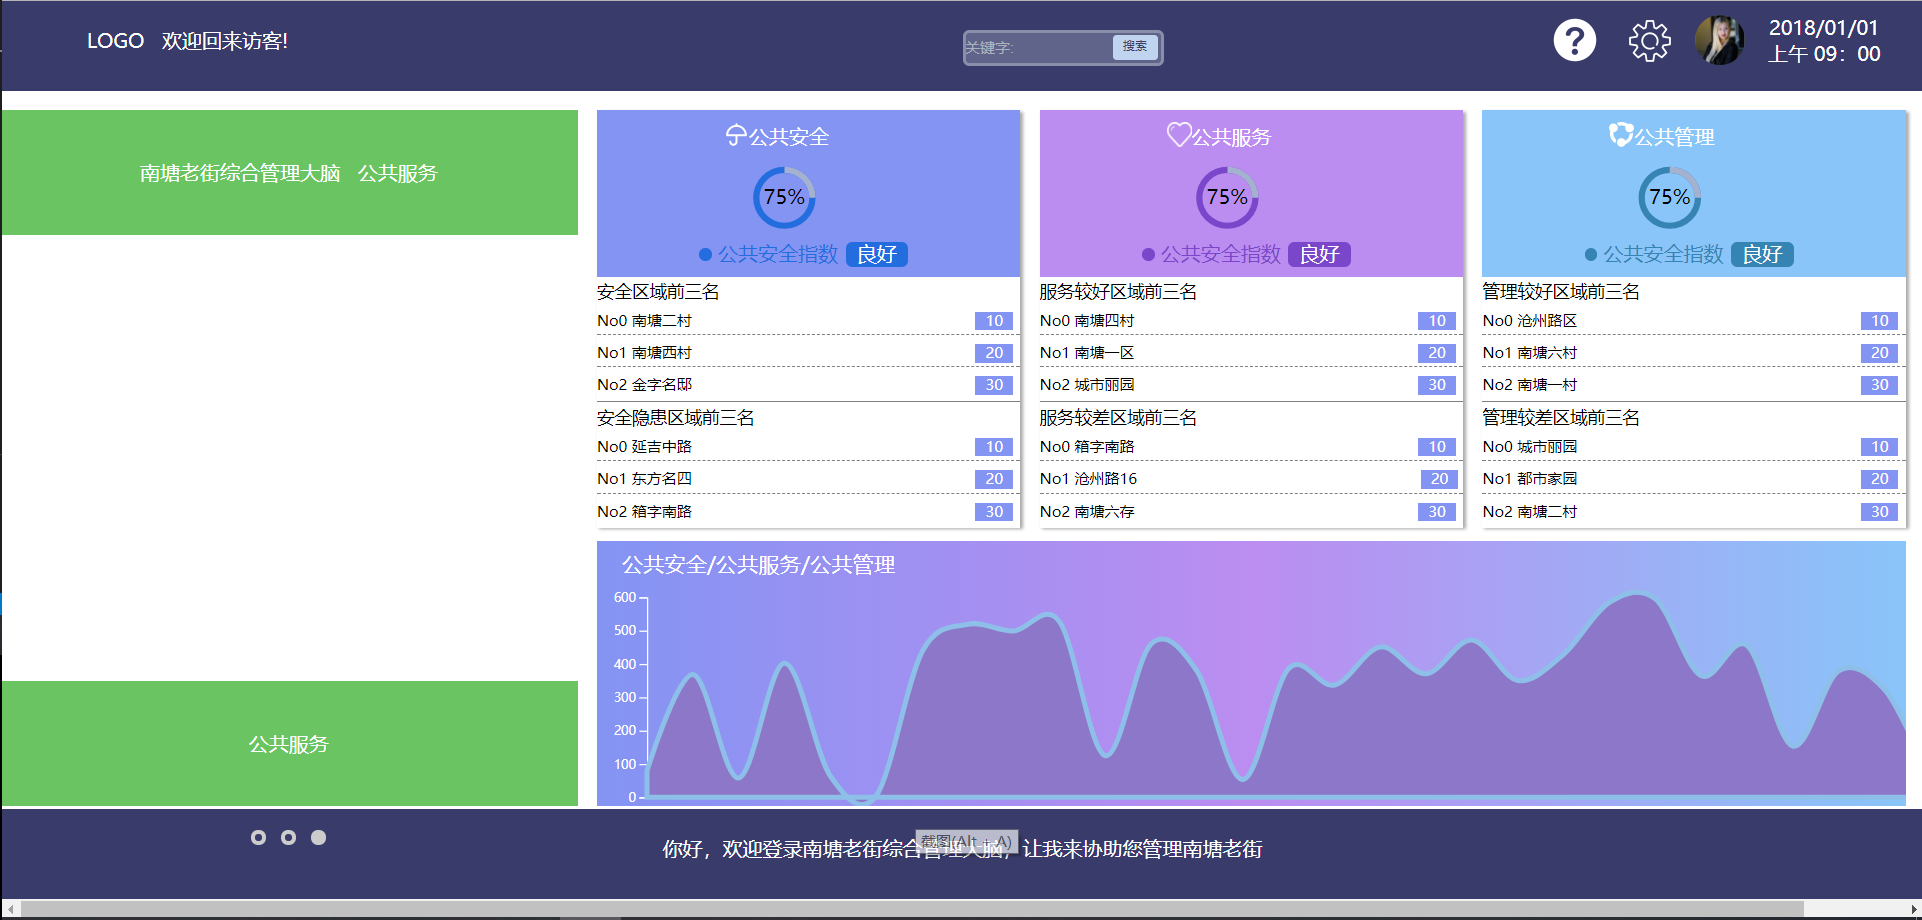 LOGO 欢迎回来访客!
关键字:
搜索
?
2018/01/01
上午 09：00
南塘老街综合管理大脑 公共服务
公共安全
75%
公共安全指数 良好
安全区域前三名
No0 南塘二村 10
No1 南塘西村 20
No2 金字名邸 30
安全隐患区域前三名
No0 延吉中路 10
No1 东方名四 20
No2 箱字南路 30
公共服务
75%
公共安全指数 良好
服务较好区域前三名
No0 南塘四村 10
No1 南塘一区 20
No2 城市丽园 30
服务较差区域前三名
No0 箱字南路 10
No1 沧州路16 20
No2 南塘六存 30
公共管理
75%
公共安全指数 良好
管理较好区域前三名
No0 沧州路区 10
No1 南塘六村 20
No2 南塘一村 30
管理较差区域前三名
No0 城市丽园 10
No1 都市家园 20
No2 南塘二村 30
公共安全/公共服务/公共管理
600
500
400
300
200
100
0
公共服务
你好，欢迎登录南塘老街综合管理大脑，让我来协助您管理南塘老街
截图(Alt + A)